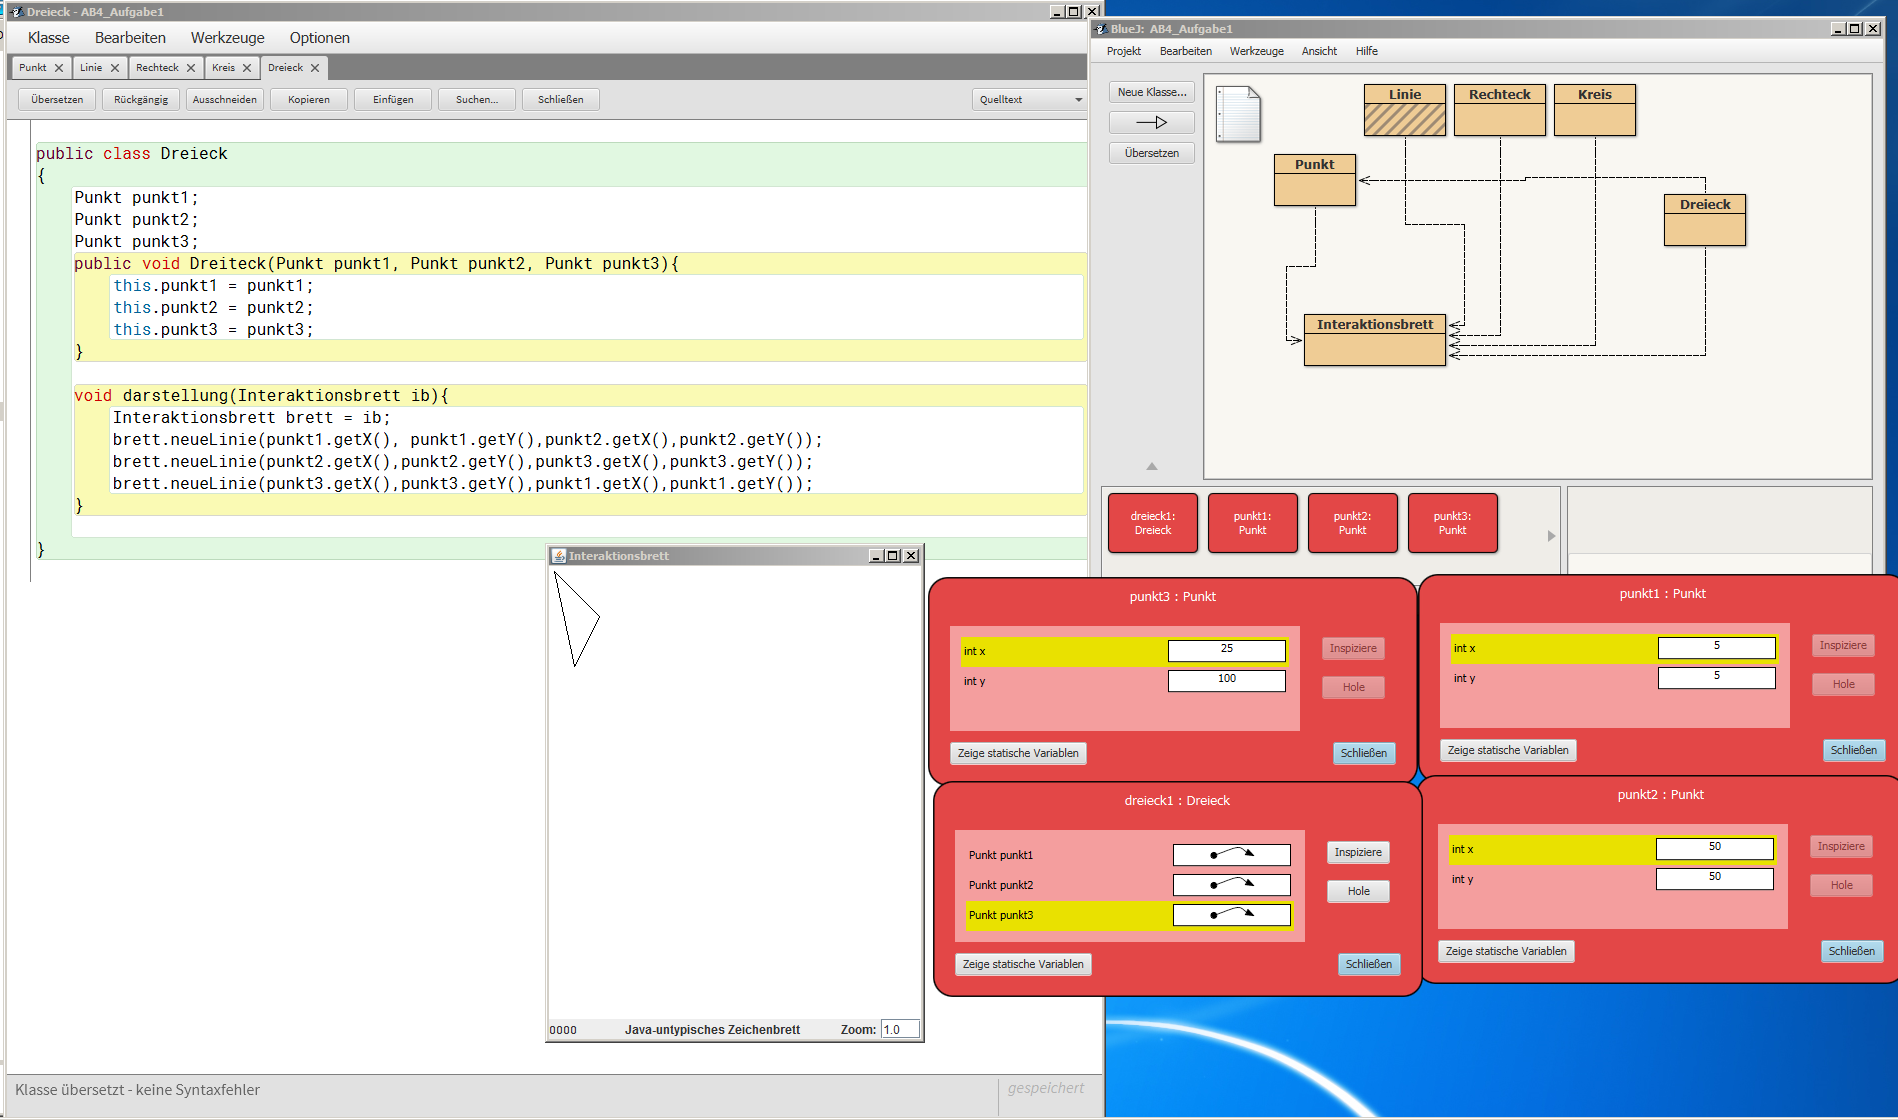 Dreieck - AB4_Aufgabe1
Klasse Bearbeiten Werkzeuge Optionen
Punkt Linie Rechteck Kreis Dreieck
Übersetzen Rückgängig Ausschneiden Kopieren Einfügen Suchen... Schließen Quelltext
public class Dreieck
{
Punkt punkt1;
Punkt punkt2;
Punkt punkt3;
public void Dreiteck(Punkt punkt1, Punkt punkt2, Punkt punkt3){
this.punkt1 = punkt1;
this.punkt2 = punkt2;
this.punkt3 = punkt3;
}
void darstellung(Interaktionsbrett ib){
Interaktionsbrett brett = ib;
brett.neueLinie(punkt1.getX(), punkt1.getY(),punkt2.getX(),punkt2.getY());
brett.neueLinie(punkt2.getX(),punkt2.getY(),punkt3.getX(),punkt3.getY());
brett.neueLinie(punkt3.getX(),punkt3.getY(),punkt1.getX(),punkt1.getY());
}
}
Klasse übersetzt - keine Syntaxfehler
gespeichert
Interaktionsbrett
0000 Java-untypisches Zeichenbrett Zoom: 1.0
BlueJ: AB4_Aufgabe1
Projekt Bearbeiten Werkzeuge Ansicht Hilfe
Neue Klasse...
Übersetzen
Linie Rechteck Kreis
Punkt
Dreieck
Interaktionsbrett
dreieck1:
Dreieck
punkt1:
Punkt
punkt2:
Punkt
punkt3:
Punkt
punkt3 : Punkt
int x 25
int y 100
Inspiziere
Hole
Zeige statische Variablen
Schließen
punkt1 : Punkt
int x 5
int y 5
Inspiziere
Hole
Zeige statische Variablen
Schließen
dreieck1 : Dreieck
Punkt punkt1
Punkt punkt2
Punkt punkt3
Inspiziere
Hole
Zeige statische Variablen
Schließen
punkt2 : Punkt
int x 50
int y 50
Inspiziere
Hole
Zeige statische Variablen
Schließen